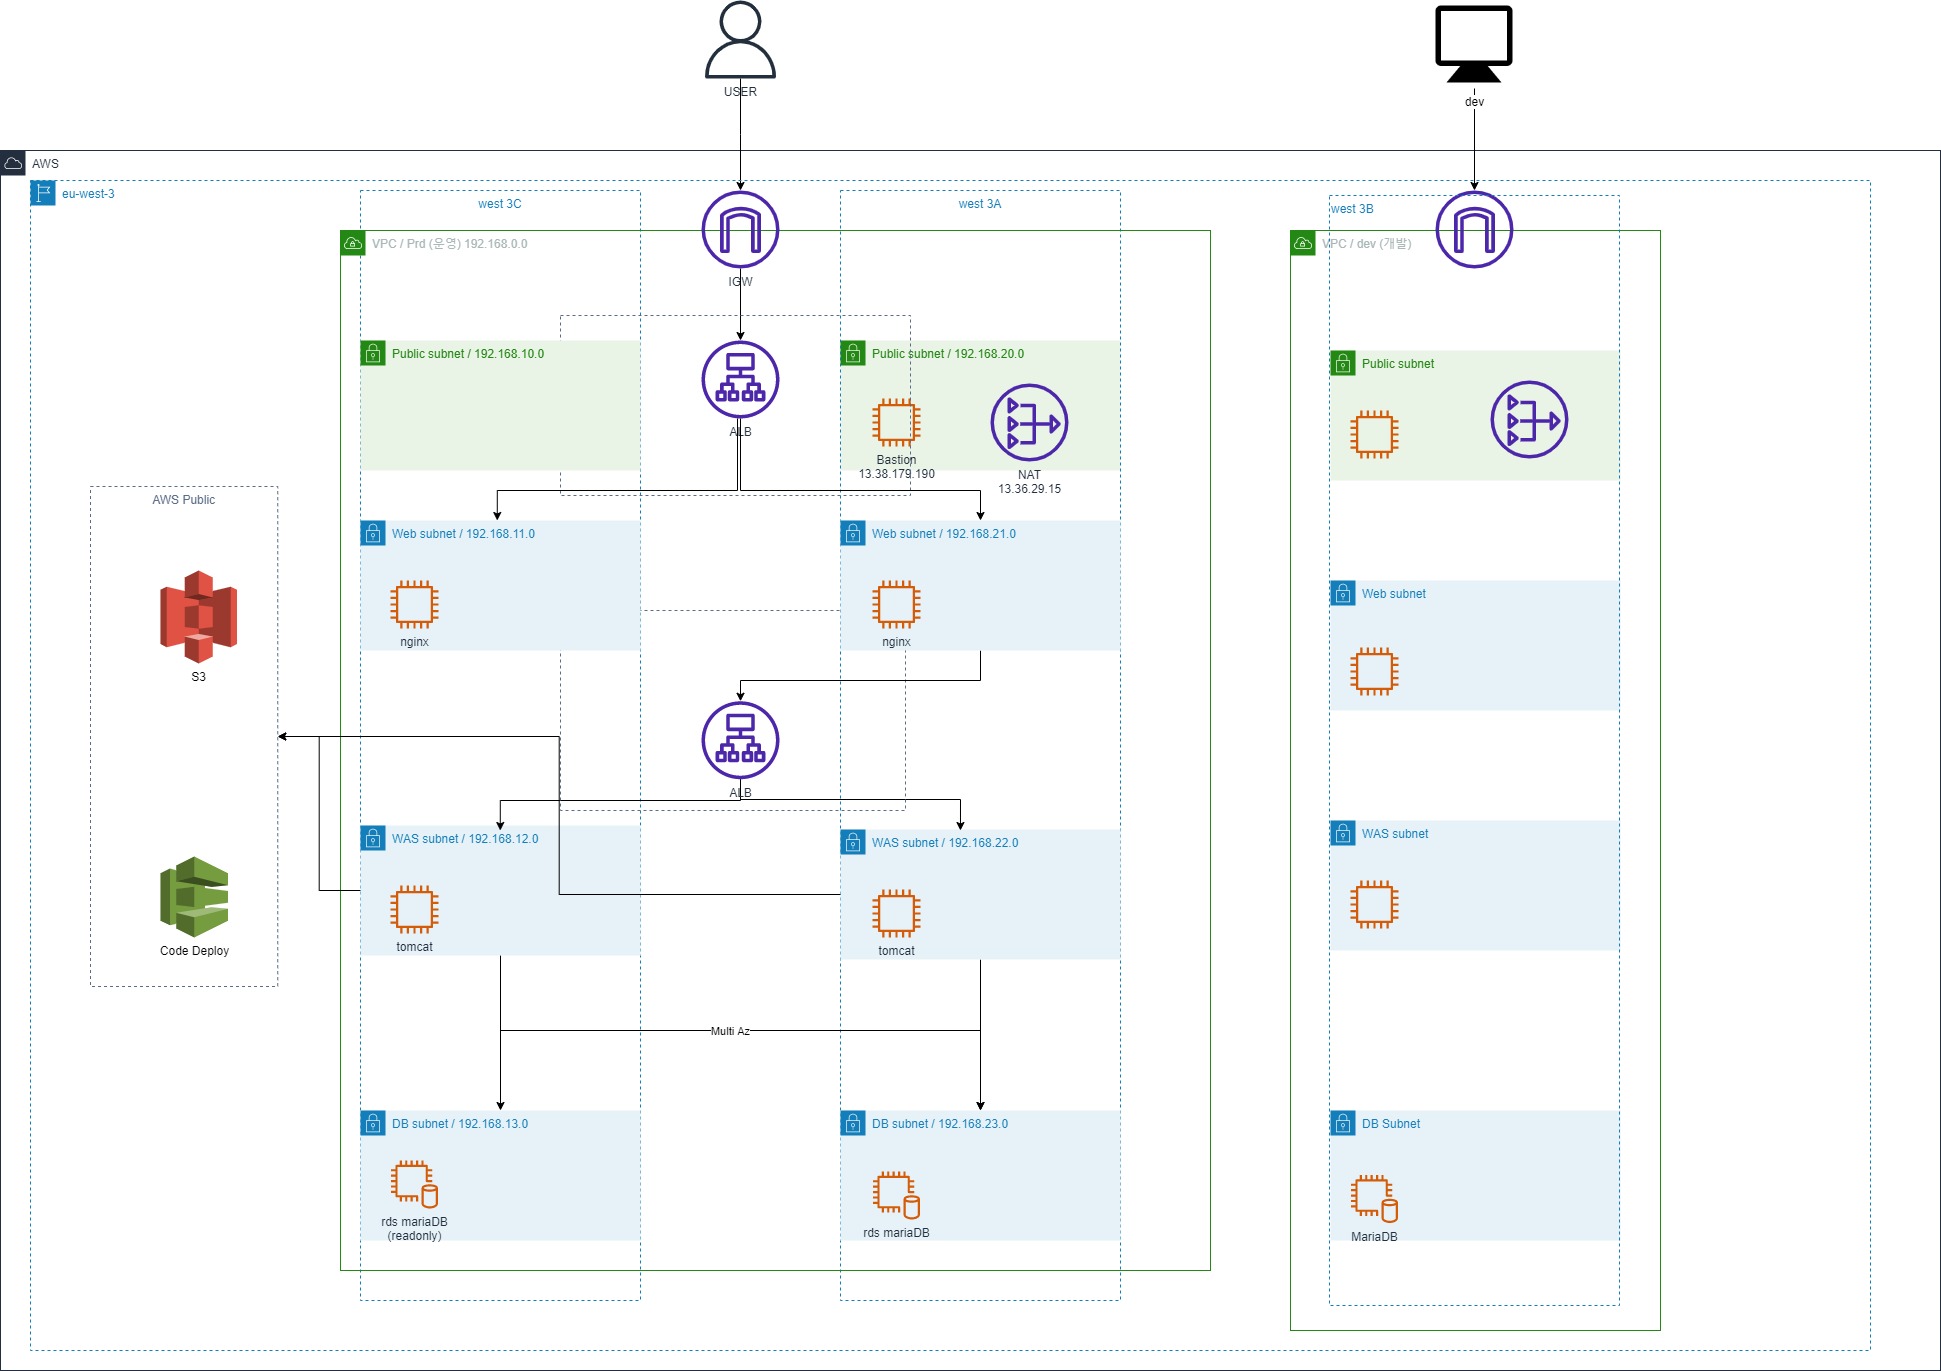 USER
dev
AWS
eu-west-3
west 3C
west 3A
west 3B
VPC / Prd (운영) 192.168.0.0
VPC / dev (개발)
IGW
Public subnet / 192.168.10.0
Public subnet / 192.168.20.0
Public subnet
ALB
Bastion
13.38.179.190
NAT
13.36.29.15
AWS Public
Web subnet / 192.168.11.0
Web subnet / 192.168.21.0
Web subnet
nginx
nginx
S3
ALB
WAS subnet / 192.168.12.0
WAS subnet / 192.168.22.0
WAS subnet
tomcat
tomcat
Code Deploy
Multi Az
DB subnet / 192.168.13.0
DB subnet / 192.168.23.0
DB Subnet
rds mariaDB
(readonly)
rds mariaDB
MariaDB